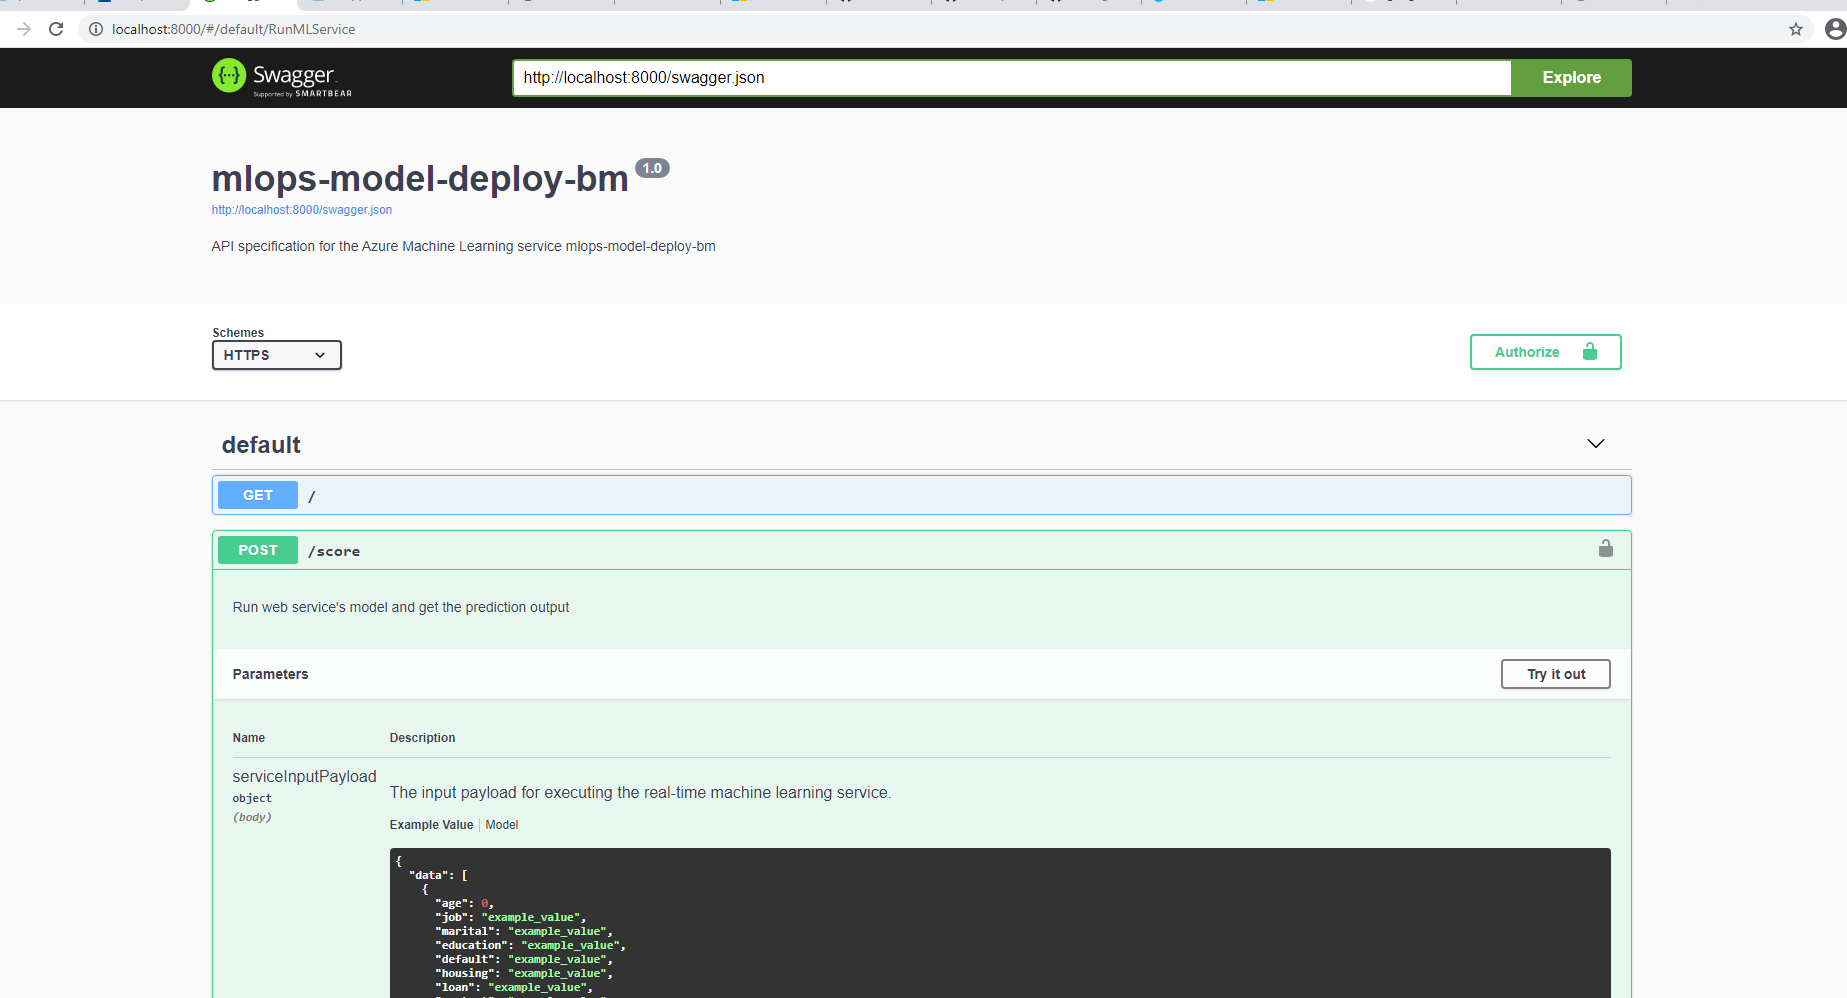 localhost:8000/#/default/RunMLService
Swagger
Supported by SMARTBEAR
http://localhost:8000/swagger.json
Explore
mlops-model-deploy-bm 1.0
http://localhost:8000/swagger.json
API specification for the Azure Machine Learning service mlops-model-deploy-bm
Schemes
HTTPS
Authorize
default
GET /
POST /score
Run web service's model and get the prediction output
Parameters
Try it out
Name Description
serviceInputPayload
object
(body)
The input payload for executing the real-time machine learning service.
Example Value | Model
{
"data": [
{
"age": 0,
"job": "example_value",
"marital": "example_value",
"education": "example_value",
"default": "example_value",
"housing": "example_value",
"loan": "example_value",